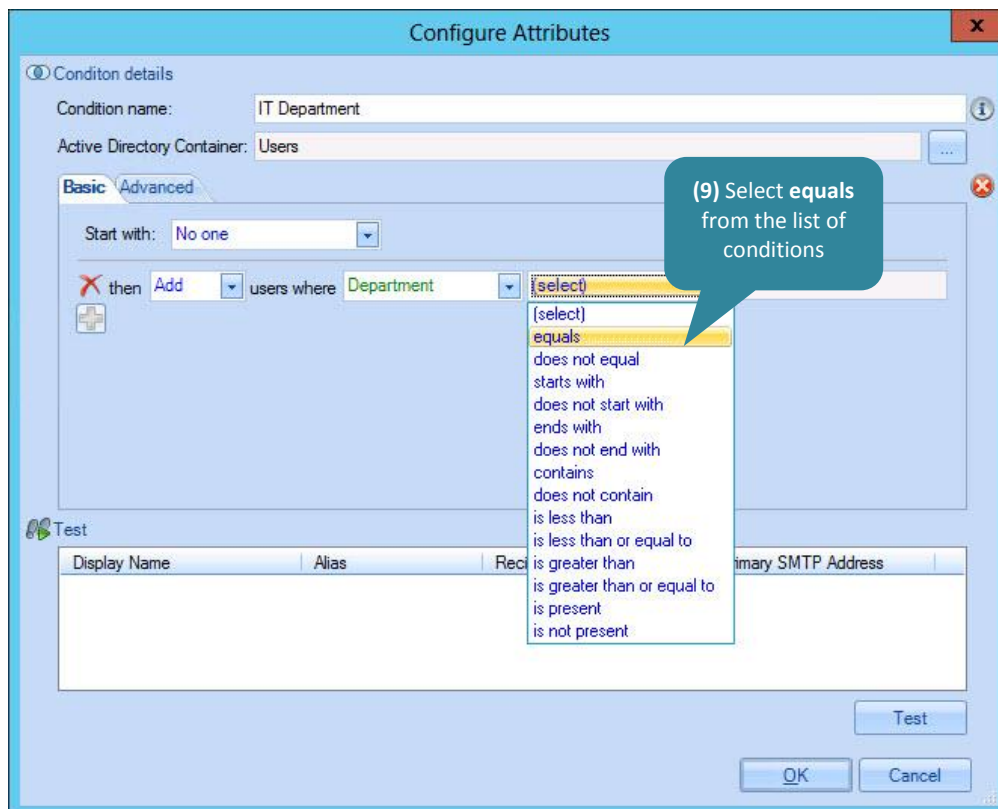 Configure Attributes
x
Conditon details
Condition name: IT Department
Active Directory Container: Users ...
Basic Advanced
(9) Select equals
from the list of
conditions
Start with: No one
then Add users where Department (select)
(select)
equals
does not equal
starts with
does not start with
ends with
does not end with
contains
does not contain
is less than
is less than or equal to
is greater than
is greater than or equal to
is present
is not present
Test
Display Name Alias Reci imary SMTP Address
Test
OK Cancel